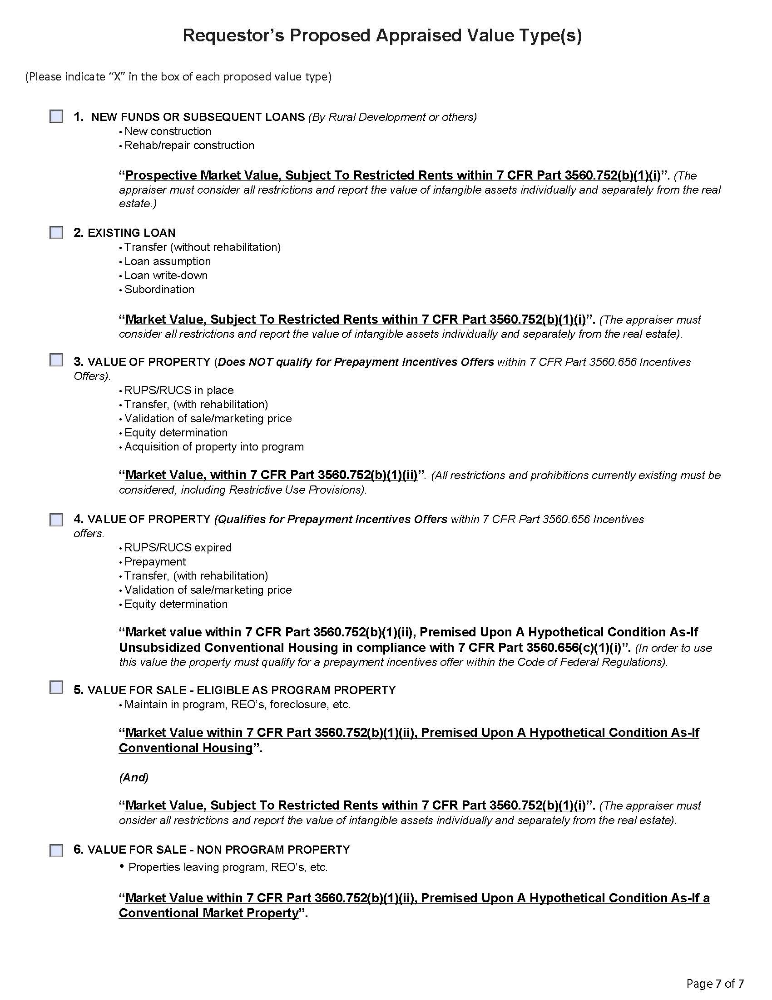 Requestor’s Proposed Appraised Value Type(s)
(Please indicate “X” in the box of each proposed value type)
1. NEW FUNDS OR SUBSEQUENT LOANS (By Rural Development or others)
• New construction
• Rehab/repair construction
“Prospective Market Value, Subject To Restricted Rents within 7 CFR Part 3560.752(b)(1)(i)”. (The
appraiser must consider all restrictions and report the value of intangible assets individually and separately from the real
estate.)
2. EXISTING LOAN
• Transfer (without rehabilitation)
• Loan assumption
• Loan write-down
• Subordination
“Market Value, Subject To Restricted Rents within 7 CFR Part 3560.752(b)(1)(i)”. (The appraiser must
consider all restrictions and report the value of intangible assets individually and separately from the real estate).
3. VALUE OF PROPERTY (Does NOT qualify for Prepayment Incentives Offers within 7 CFR Part 3560.656 Incentives
Offers).
• RUPS/RUCS in place
• Transfer, (with rehabilitation)
• Validation of sale/marketing price
• Equity determination
• Acquisition of property into program
“Market Value, within 7 CFR Part 3560.752(b)(1)(ii)”. (All restrictions and prohibitions currently existing must be
considered, including Restrictive Use Provisions).
4. VALUE OF PROPERTY (Qualifies for Prepayment Incentives Offers within 7 CFR Part 3560.656 Incentives
offers.
• RUPS/RUCS expired
• Prepayment
• Transfer, (with rehabilitation)
• Validation of sale/marketing price
• Equity determination
“Market value within 7 CFR Part 3560.752(b)(1)(ii), Premised Upon A Hypothetical Condition As-If
Unsubsidized Conventional Housing in compliance with 7 CFR Part 3560.656(c)(1)(i)”. (In order to use
this value the property must qualify for a prepayment incentives offer within the Code of Federal Regulations).
5. VALUE FOR SALE - ELIGIBLE AS PROGRAM PROPERTY
• Maintain in program, REO’s, foreclosure, etc.
“Market Value within 7 CFR Part 3560.752(b)(1)(ii), Premised Upon A Hypothetical Condition As-If
Conventional Housing”.
(And)
“Market Value, Subject To Restricted Rents within 7 CFR Part 3560.752(b)(1)(i)”. (The appraiser must
onsider all restrictions and report the value of intangible assets individually and separately from the real estate).
6. VALUE FOR SALE - NON PROGRAM PROPERTY
• Properties leaving program, REO’s, etc.
“Market Value within 7 CFR Part 3560.752(b)(1)(ii), Premised Upon A Hypothetical Condition As-If a
Conventional Market Property”.
Page 7 of 7